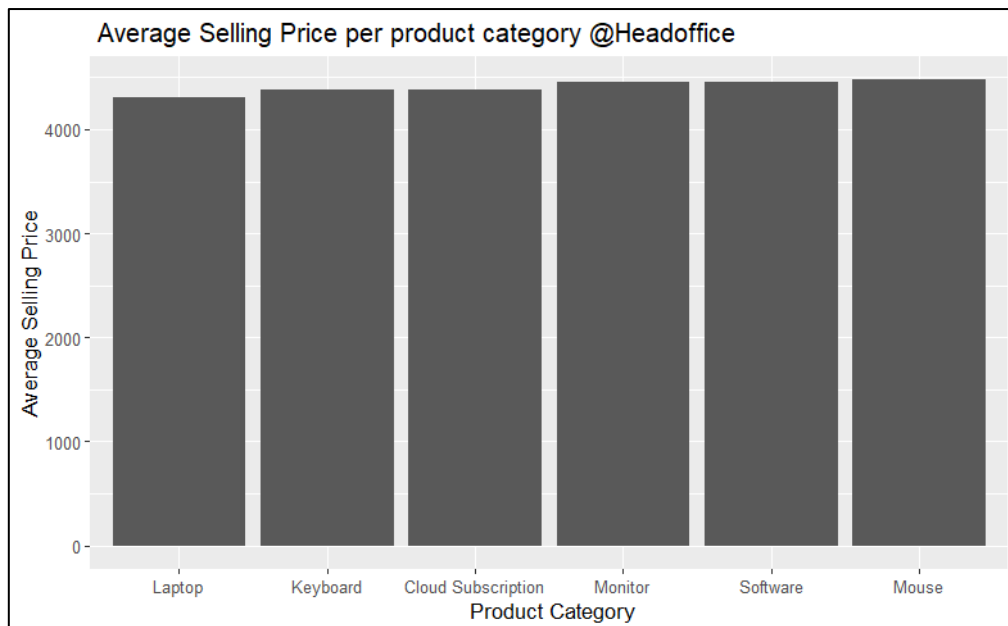 Average Selling Price per product category @Headoffice
Average Selling Price
4000
3000
2000
1000
0
Laptop Keyboard Cloud Subscription Monitor Software Mouse
Product Category